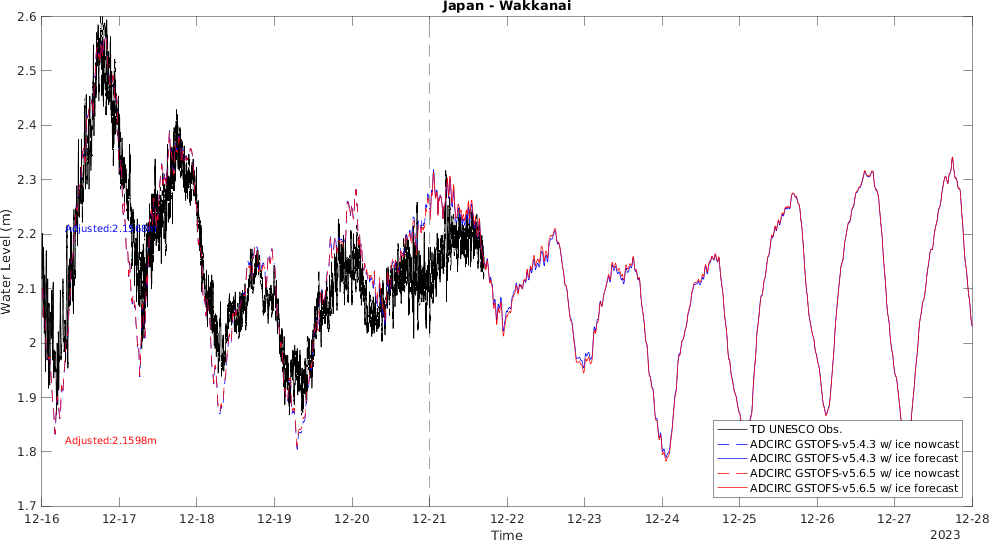 Japan - Wakkanai
2.6
2.5
2.4
2.3
2.2
2.1
2
1.9
1.8
1.7
Water Level (m)
Adjusted:2.1598m
TD UNESCO Obs.
ADCIRC GSTOFS-v5.4.3 w/ ice nowcast
ADCIRC GSTOFS-v5.4.3 w/ ice forecast
ADCIRC GSTOFS-v5.6.5 w/ ice nowcast
ADCIRC GSTOFS-v5.6.5 w/ ice forecast
12-16 12-17 12-18 12-19 12-20 12-21 12-22 12-23 12-24 12-25 12-26 12-27 12-28
Time
2023